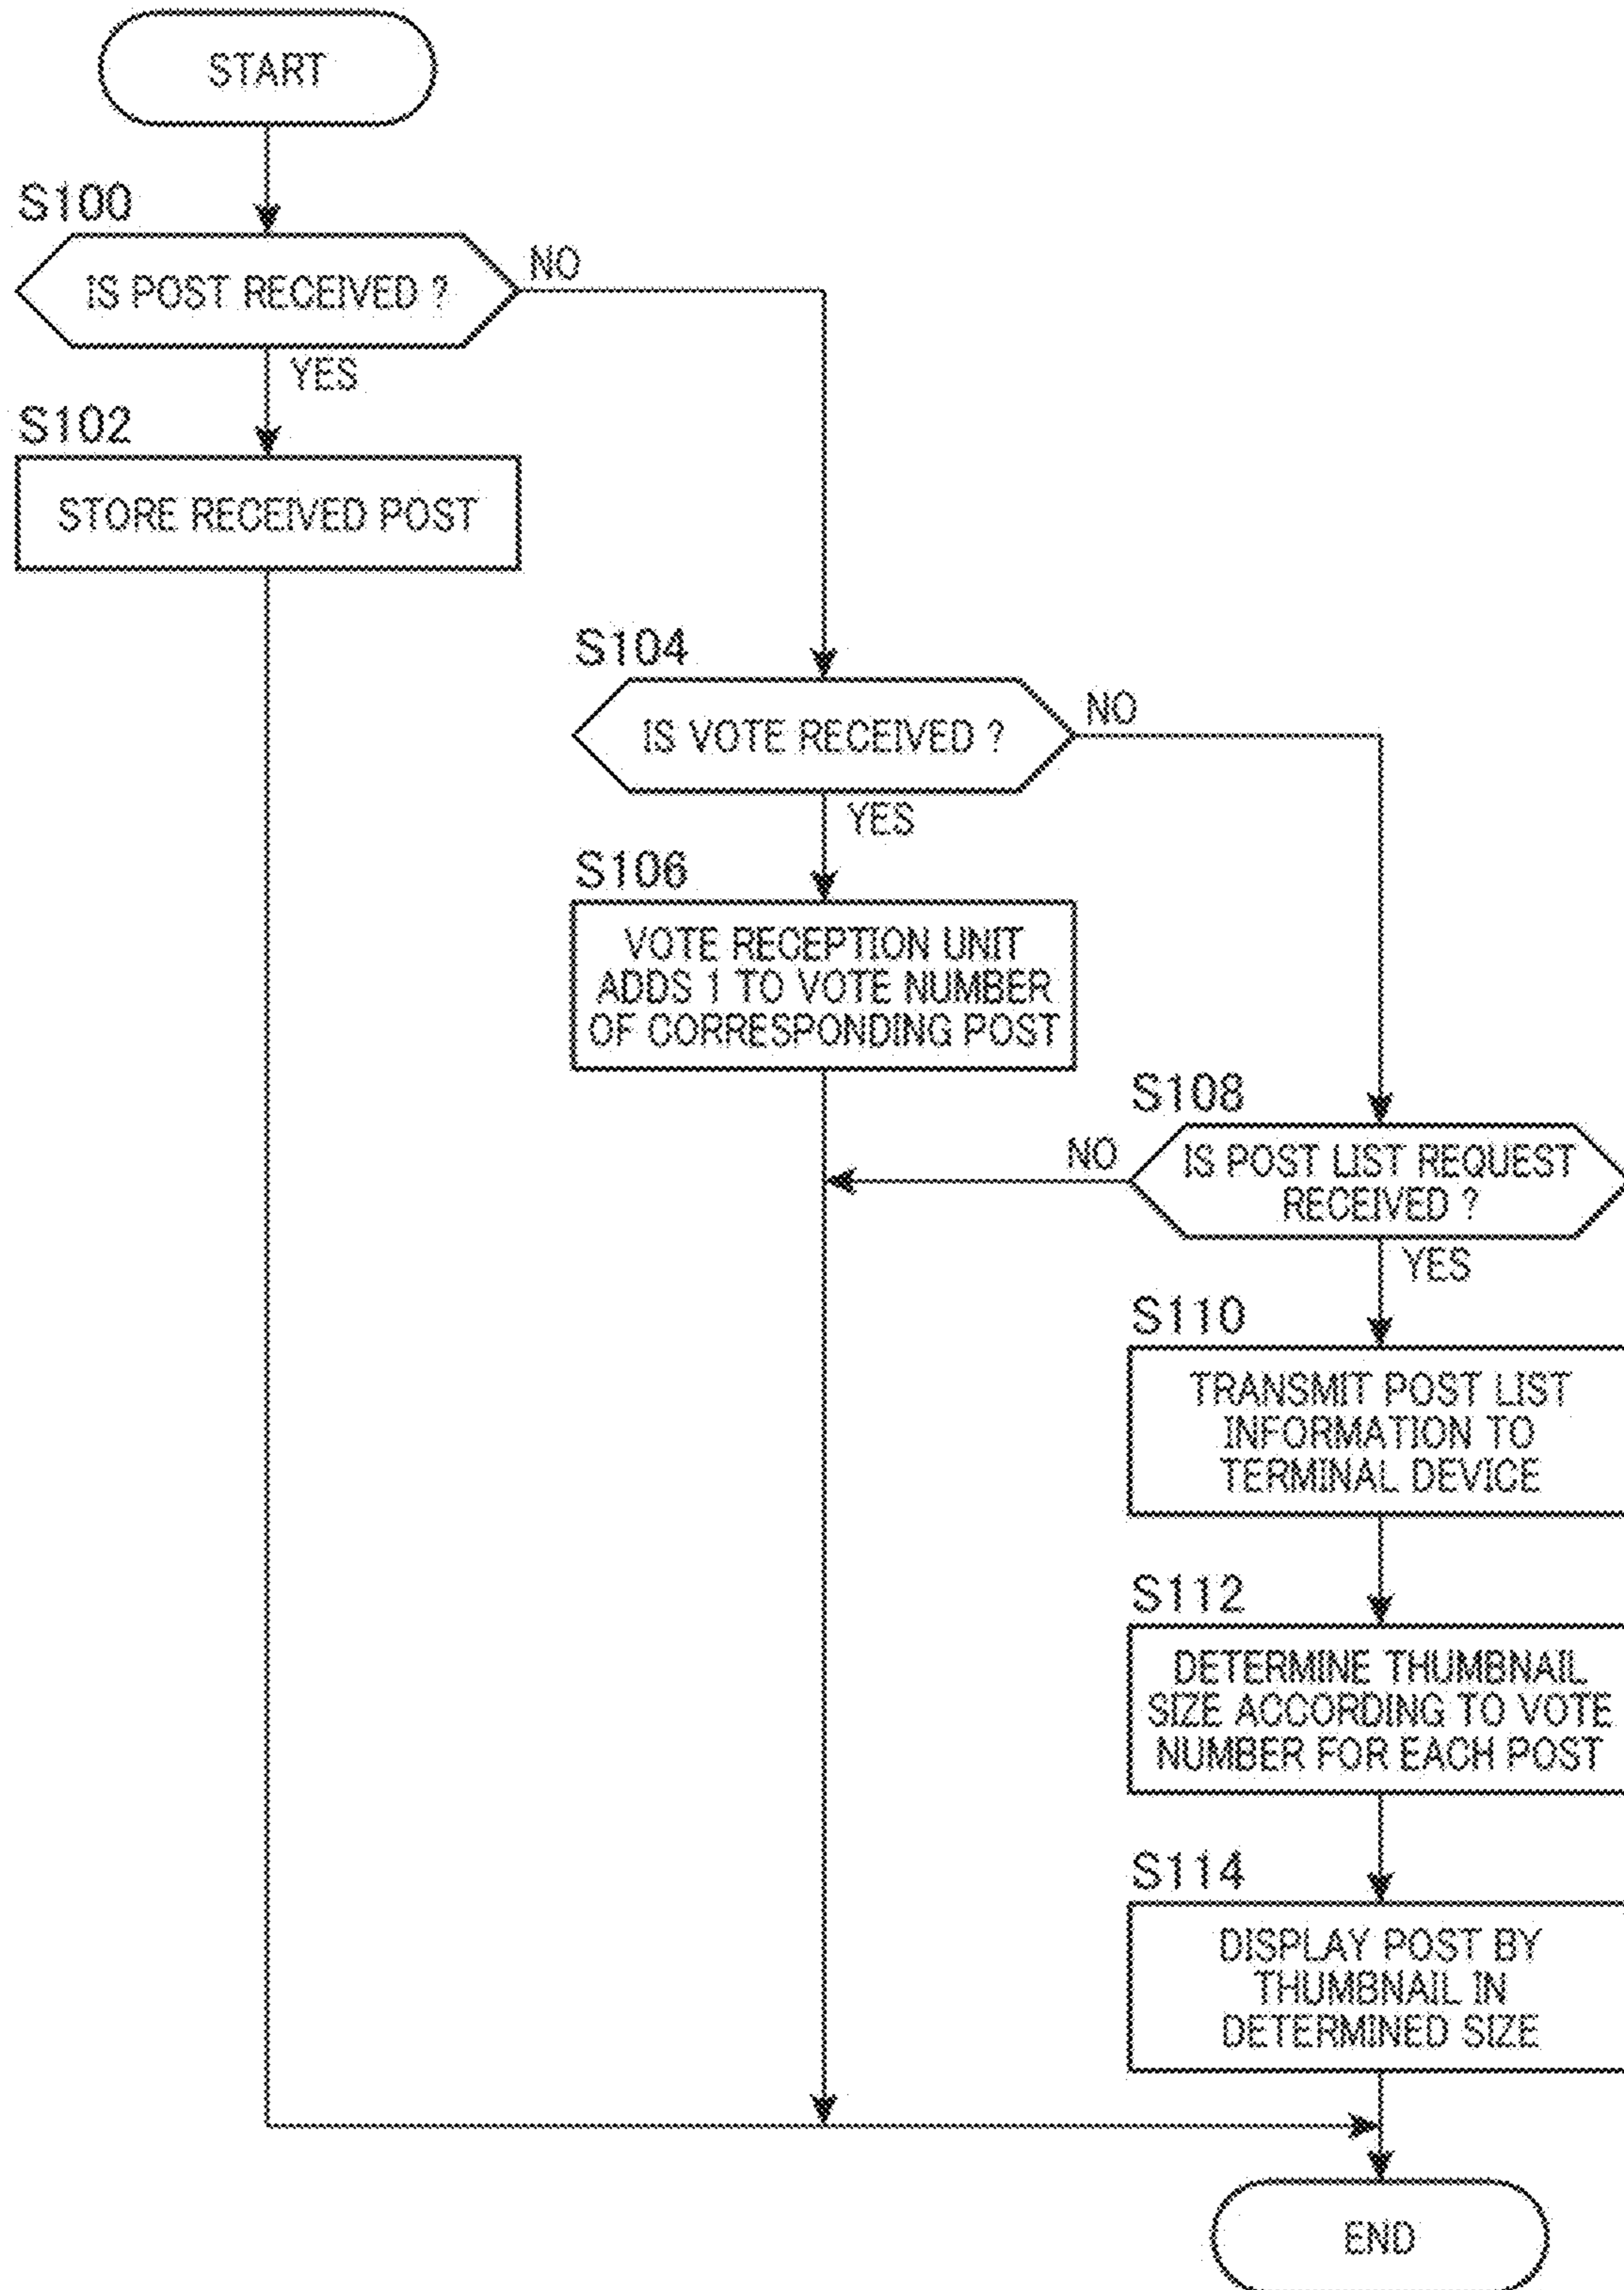 START
S100
IS POST RECEIVED ?
NO
YES
S102
STORE RECEIVED POST
S104
IS VOTE RECEIVED ?
NO
YES
S106
VOTE RECEPTION UNIT
ADDS 1 TO VOTE NUMBER
OF CORRESPONDING POST
S108
IS POST LIST REQUEST
RECEIVED ?
NO
YES
S110
TRANSMIT POST LIST
INFORMATION TO
TERMINAL DEVICE
S112
DETERMINE THUMBNAIL
SIZE ACCORDING TO VOTE
NUMBER FOR EACH POST
S114
DISPLAY POST BY
THUMBNAIL IN
DETERMINED SIZE
END